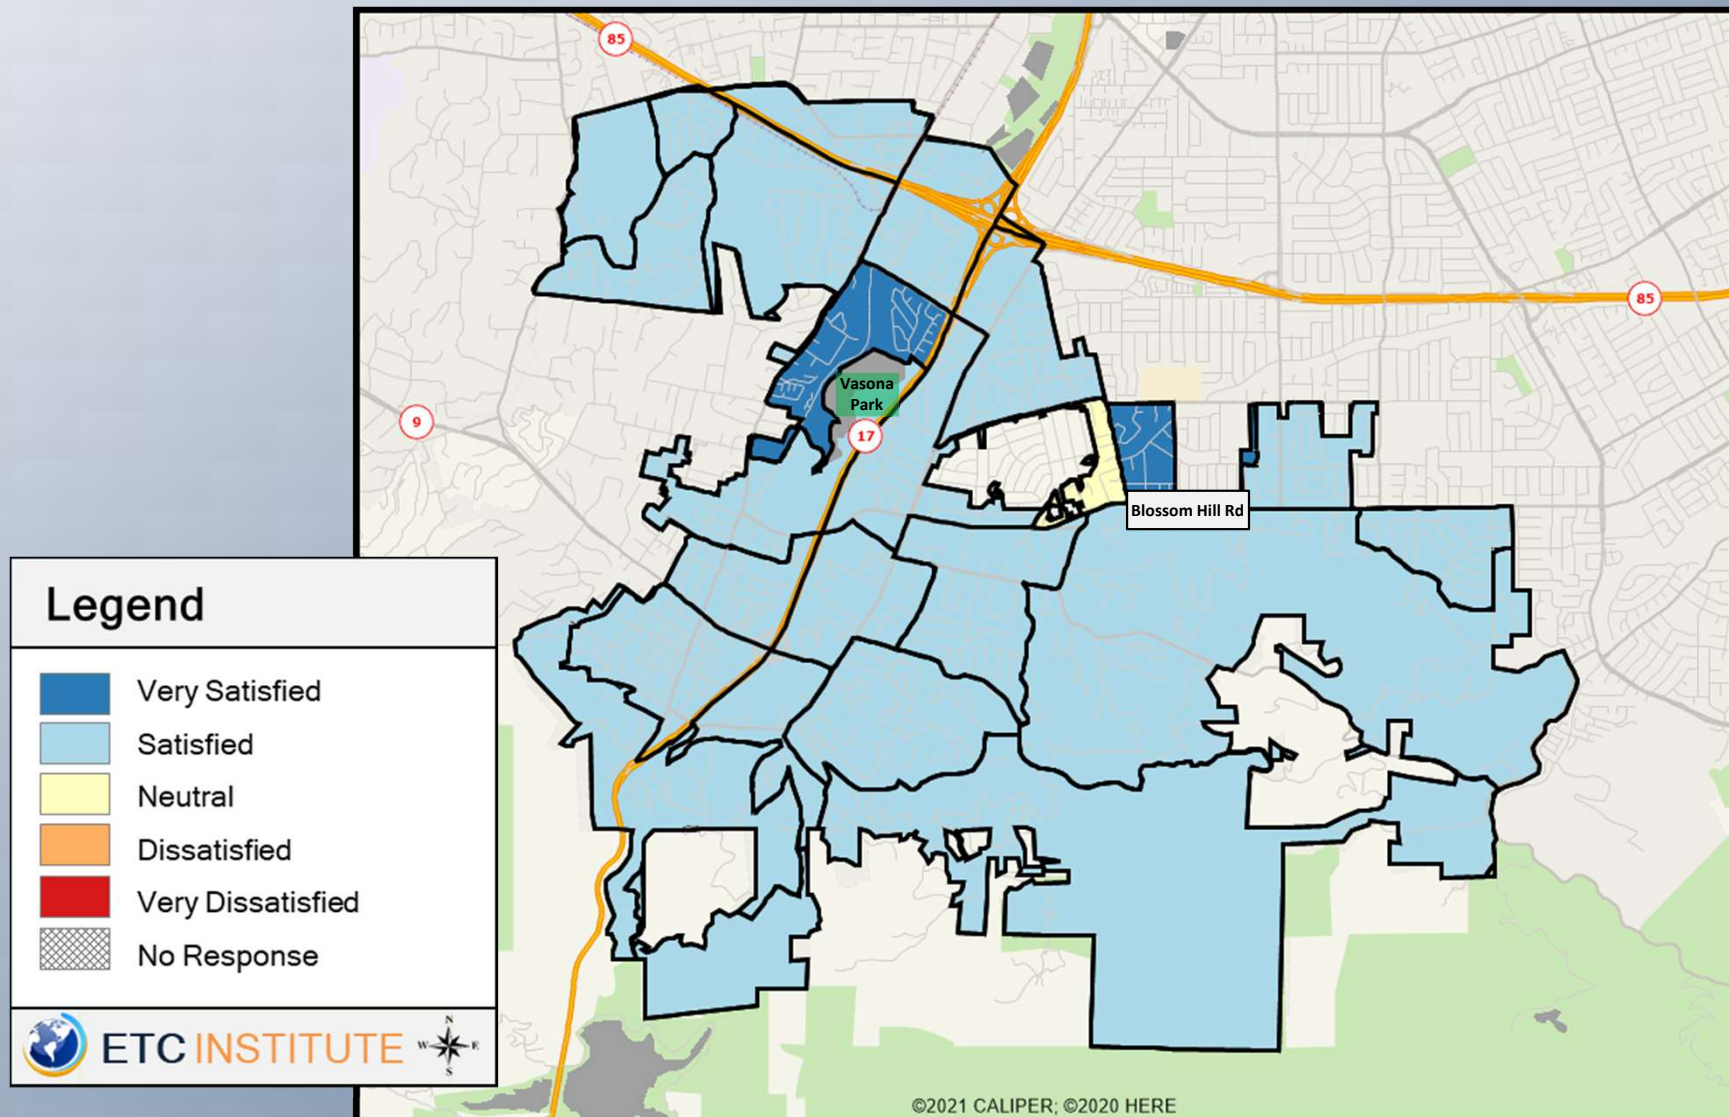 85
85
9
Vasona
Park
17
Blossom Hill Rd
Legend
Very Satisfied
Satisfied
Neutral
Dissatisfied
Very Dissatisfied
No Response
ETC INSTITUTE
N
W E
S
©2021 CALIPER; ©2020 HERE